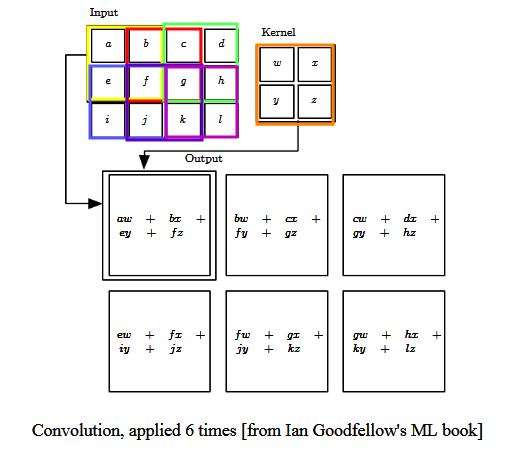 Input
Kernel
a b c d
e f g h
i j k l
w x
y z
Output
aw + bx +
ey + fz
bw + cx +
fy + gz
cw + dx +
gy + hz
ew + fx +
iy + jz
fw + gx +
jy + kz
gw + hx +
ky + lz
Convolution, applied 6 times [from Ian Goodfellow's ML book]